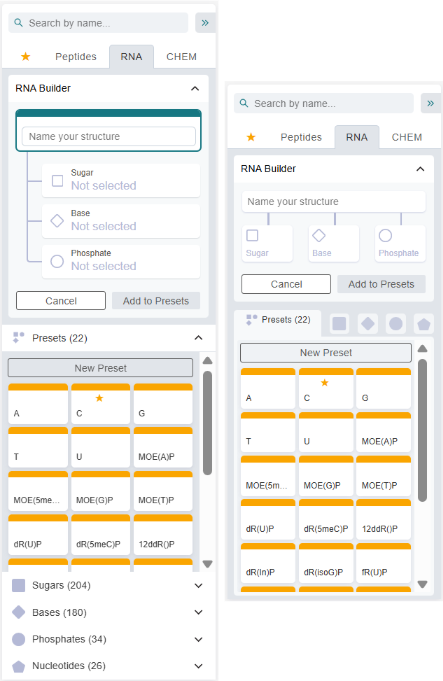 Search by name...
Peptides RNA CHEM
RNA Builder
Name your structure
Sugar
Not selected
Base
Not selected
Phosphate
Not selected
Cancel Add to Presets
Presets (22)
New Preset
A C G
T U MOE(A)P
MOE(5me... MOE(G)P MOE(T)P
dR(U)P dR(5meC)P 12ddR()P
Sugars (204)
Bases (180)
Phosphates (34)
Nucleotides (26)
Search by name...
Peptides RNA CHEM
RNA Builder
Name your structure
Sugar Base Phosphate
Cancel Add to Presets
Presets (22)
New Preset
A C G
T U MOE(A)P
MOE(5m... MOE(G)P MOE(T)P
dR(U)P dR(5meC)P 12ddR()P
dR(In)P dR(isoG)P fR(U)P